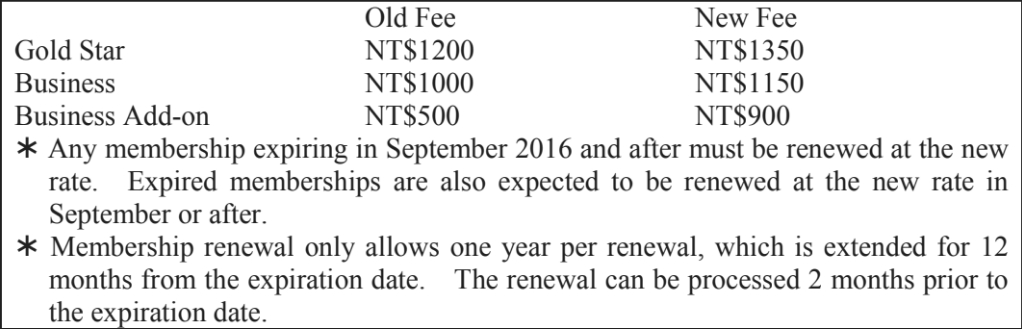 Old Fee New Fee
Gold Star NT$1200 NT$1350
Business NT$1000 NT$1150
Business Add-on NT$500 NT$900
* Any membership expiring in September 2016 and after must be renewed at the new
rate. Expired memberships are also expected to be renewed at the new rate in
September or after.
* Membership renewal only allows one year per renewal, which is extended for 12
months from the expiration date. The renewal can be processed 2 months prior to
the expiration date.